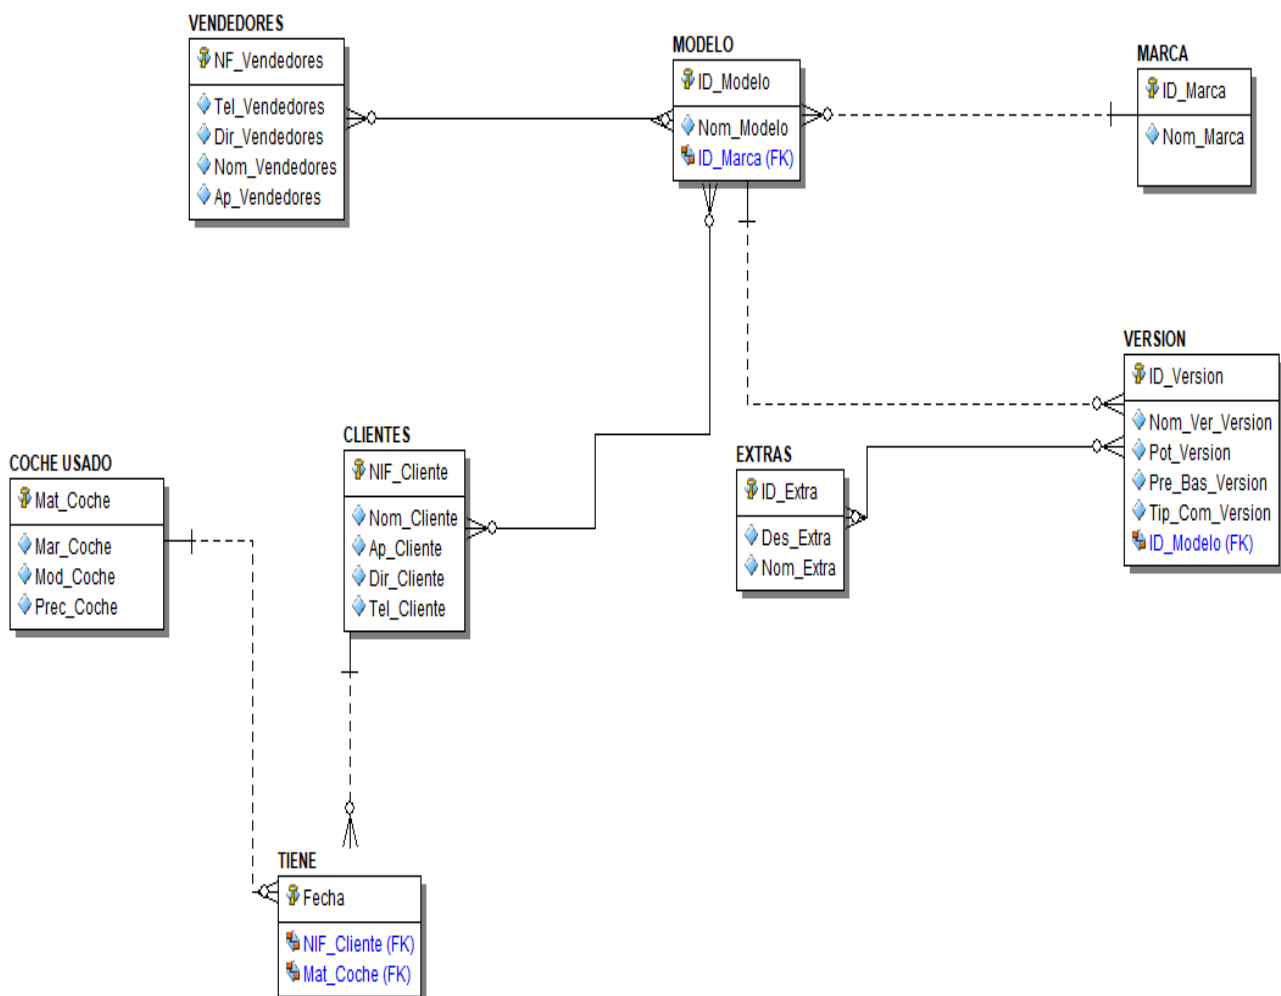 VENDEDORES
NF_Vendedores
Tel_Vendedores
Dir_Vendedores
Nom_Vendedores
Ap_Vendedores
MODELO
ID_Modelo
Nom_Modelo
ID_Marca (FK)
MARCA
ID_Marca
Nom_Marca
VERSION
ID_Version
Nom_Ver_Version
Pot_Version
Pre_Bas_Version
Tip_Com_Version
ID_Modelo (FK)
EXTRAS
ID_Extra
Des_Extra
Nom_Extra
CLIENTES
NIF_Cliente
Nom_Cliente
Ap_Cliente
Dir_Cliente
Tel_Cliente
COCHE USADO
Mat_Coche
Mar_Coche
Mod_Coche
Prec_Coche
TIENE
Fecha
NIF_Cliente (FK)
Mat_Coche (FK)